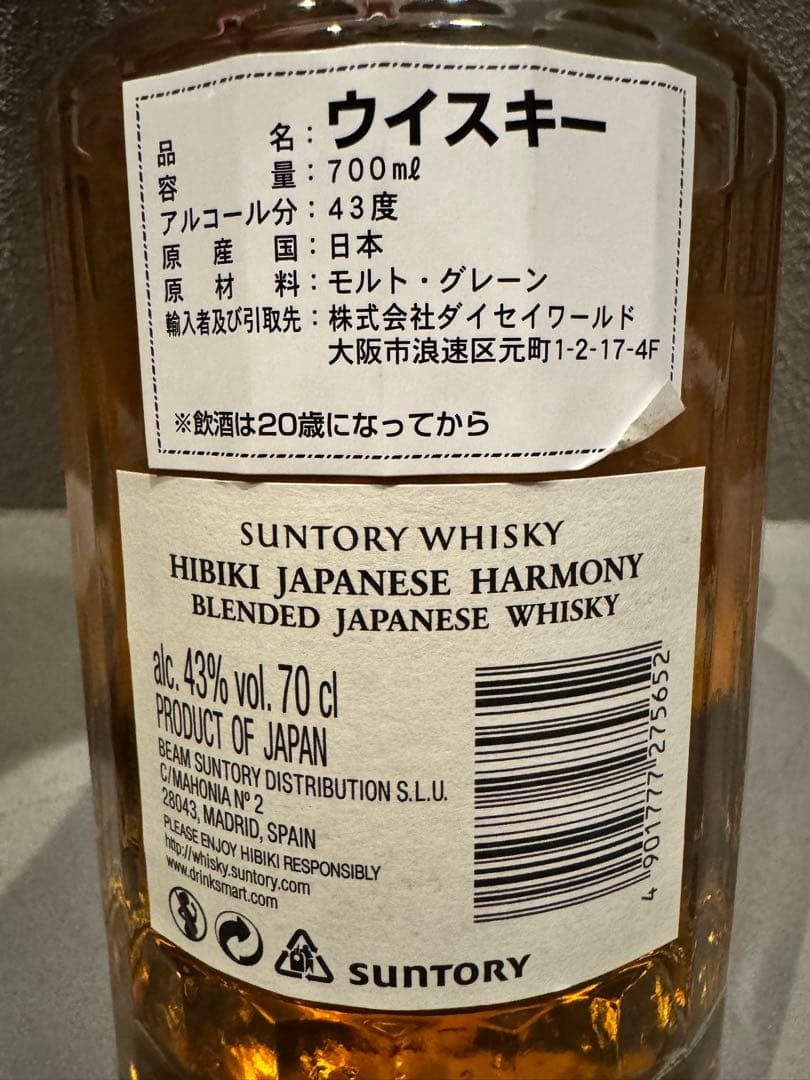 品名：ウイスキー
容量：700㎖
アルコール分：43度
原産国：日本
原材料：モルト・グレーン
輸入者及び引取先：株式会社ダイセイワールド
大阪市浪速区元町1-2-17-4F
※飲酒は20歳になってから
SUNTORY WHISKY
HIBIKI JAPANESE HARMONY
BLENDED JAPANESE WHISKY
alc. 43% vol. 70 cl
PRODUCT OF JAPAN
BEAM SUNTORY DISTRIBUTION S.L.U.
C/MAHONIA Nº 2
28043, MADRID, SPAIN
PLEASE ENJOY HIBIKI RESPONSIBLY
http://whisky.suntory.com
www.drinksmart.com
4 901777 275652
SUNTORY